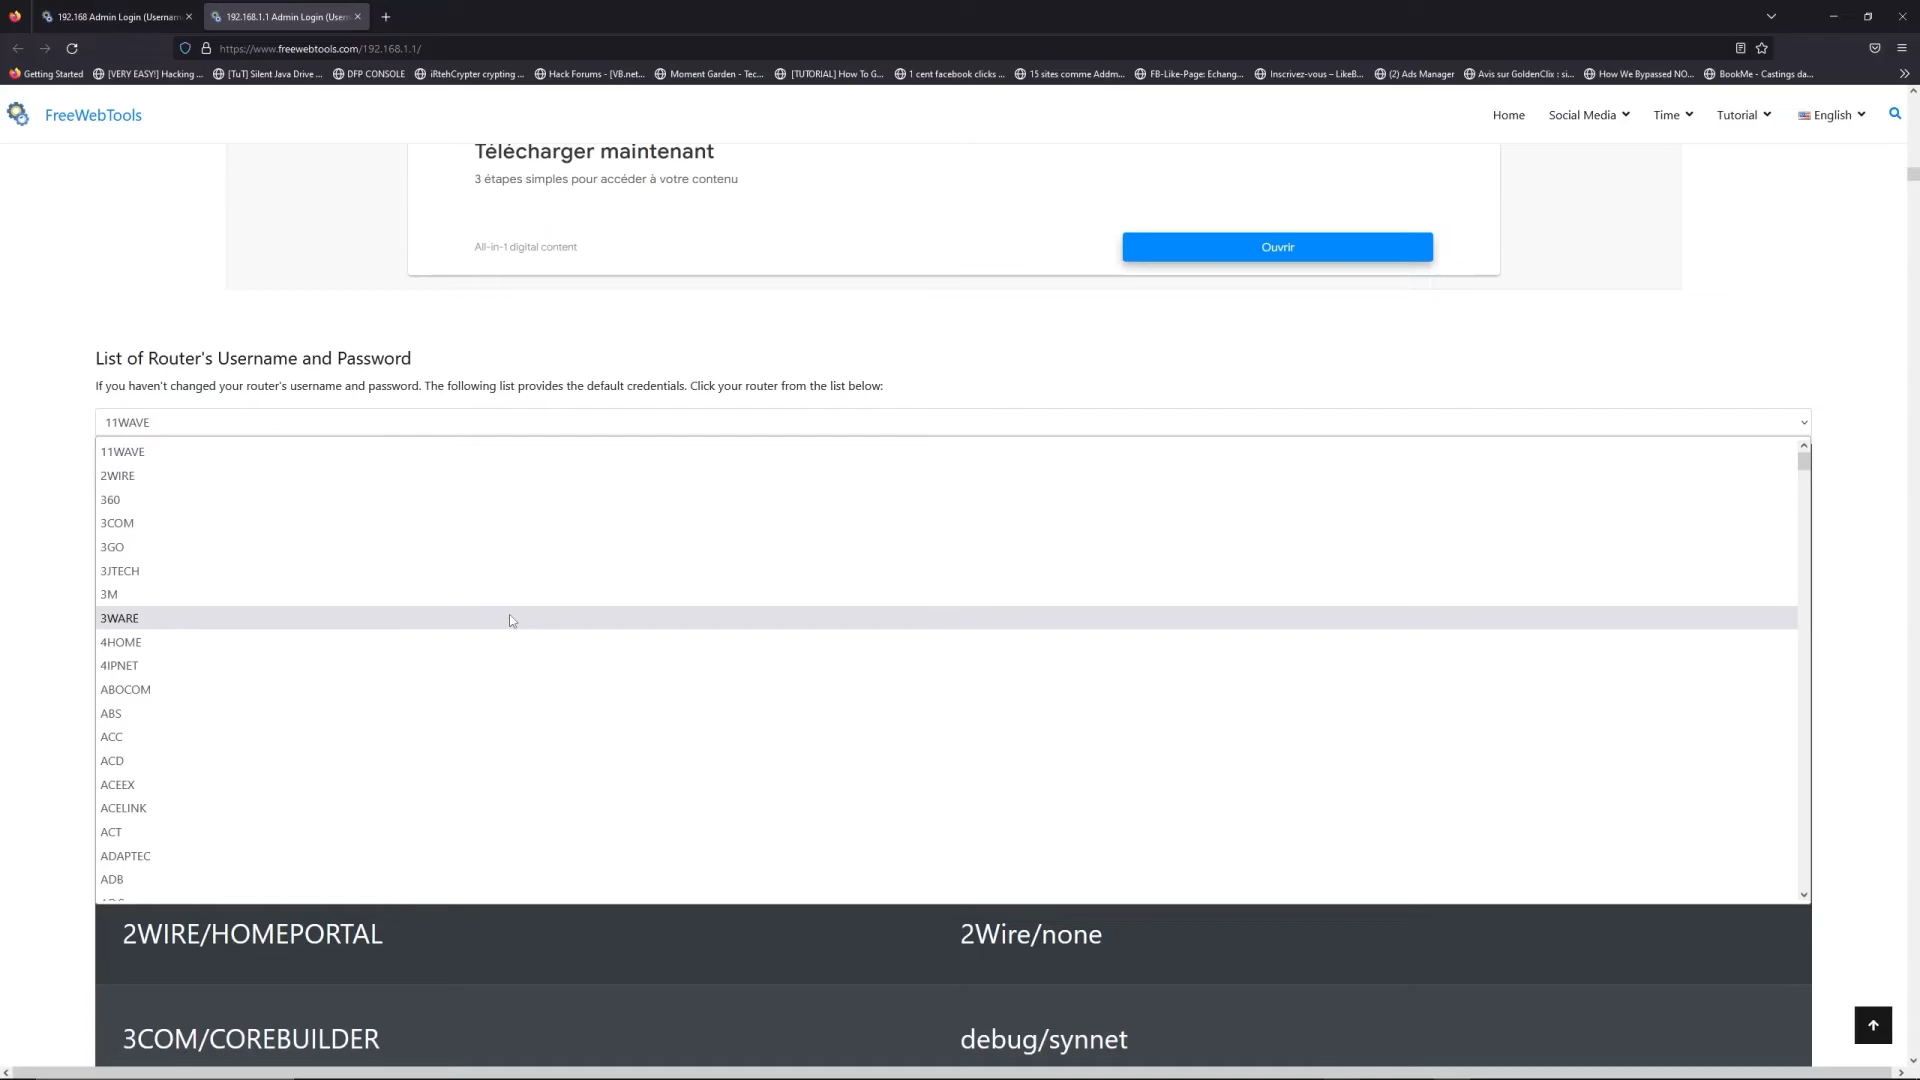 192.168 Admin Login (Usernam
192.168.1.1 Admin Login (Usern
https://www.freewebtools.com/192.168.1.1/
Getting Started
[VERY EASY!] Hacking ...
[TuT] Silent Java Drive ...
DFP CONSOLE
iRtehCrypter crypting ...
Hack Forums - [VB.net...
Moment Garden - Tec...
[TUTORIAL] How To G...
1 cent facebook clicks ...
15 sites comme Addm...
FB-Like-Page: Echang...
Inscrivez-vous – LikeB...
(2) Ads Manager
Avis sur GoldenClix : si...
How We Bypassed NO...
BookMe - Castings da...
FreeWebTools
Home
Social Media
Time
Tutorial
English
Télécharger maintenant
3 étapes simples pour accéder à votre contenu
All-in-1 digital content
Ouvrir
List of Router's Username and Password
If you haven't changed your router's username and password. The following list provides the default credentials. Click your router from the list below:
11WAVE
11WAVE
2WIRE
360
3COM
3GO
3JTECH
3M
3WARE
4HOME
4IPNET
ABOCOM
ABS
ACC
ACD
ACEEX
ACELINK
ACT
ADAPTEC
ADB
2WIRE/HOMEPORTAL
2Wire/none
3COM/COREBUILDER
debug/synnet